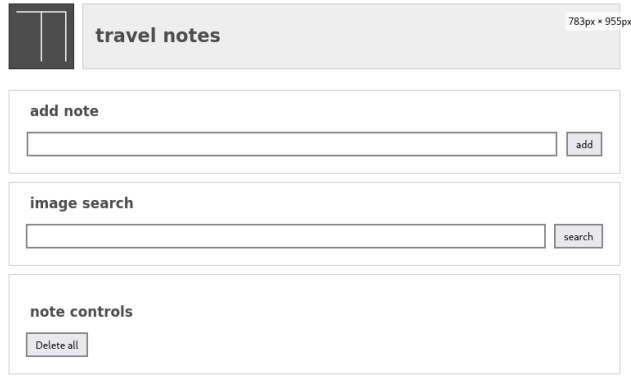 travel notes
783px × 955px
add note
add
image search
search
note controls
Delete all